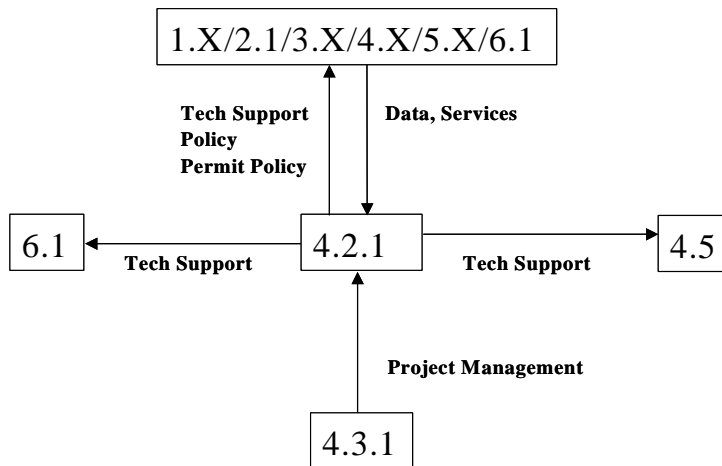 1.X/2.1/3.X/4.X/5.X/6.1
Tech Support
Policy
Permit Policy
Data, Services
6.1
4.2.1
4.5
Tech Support
Tech Support
Project Management
4.3.1